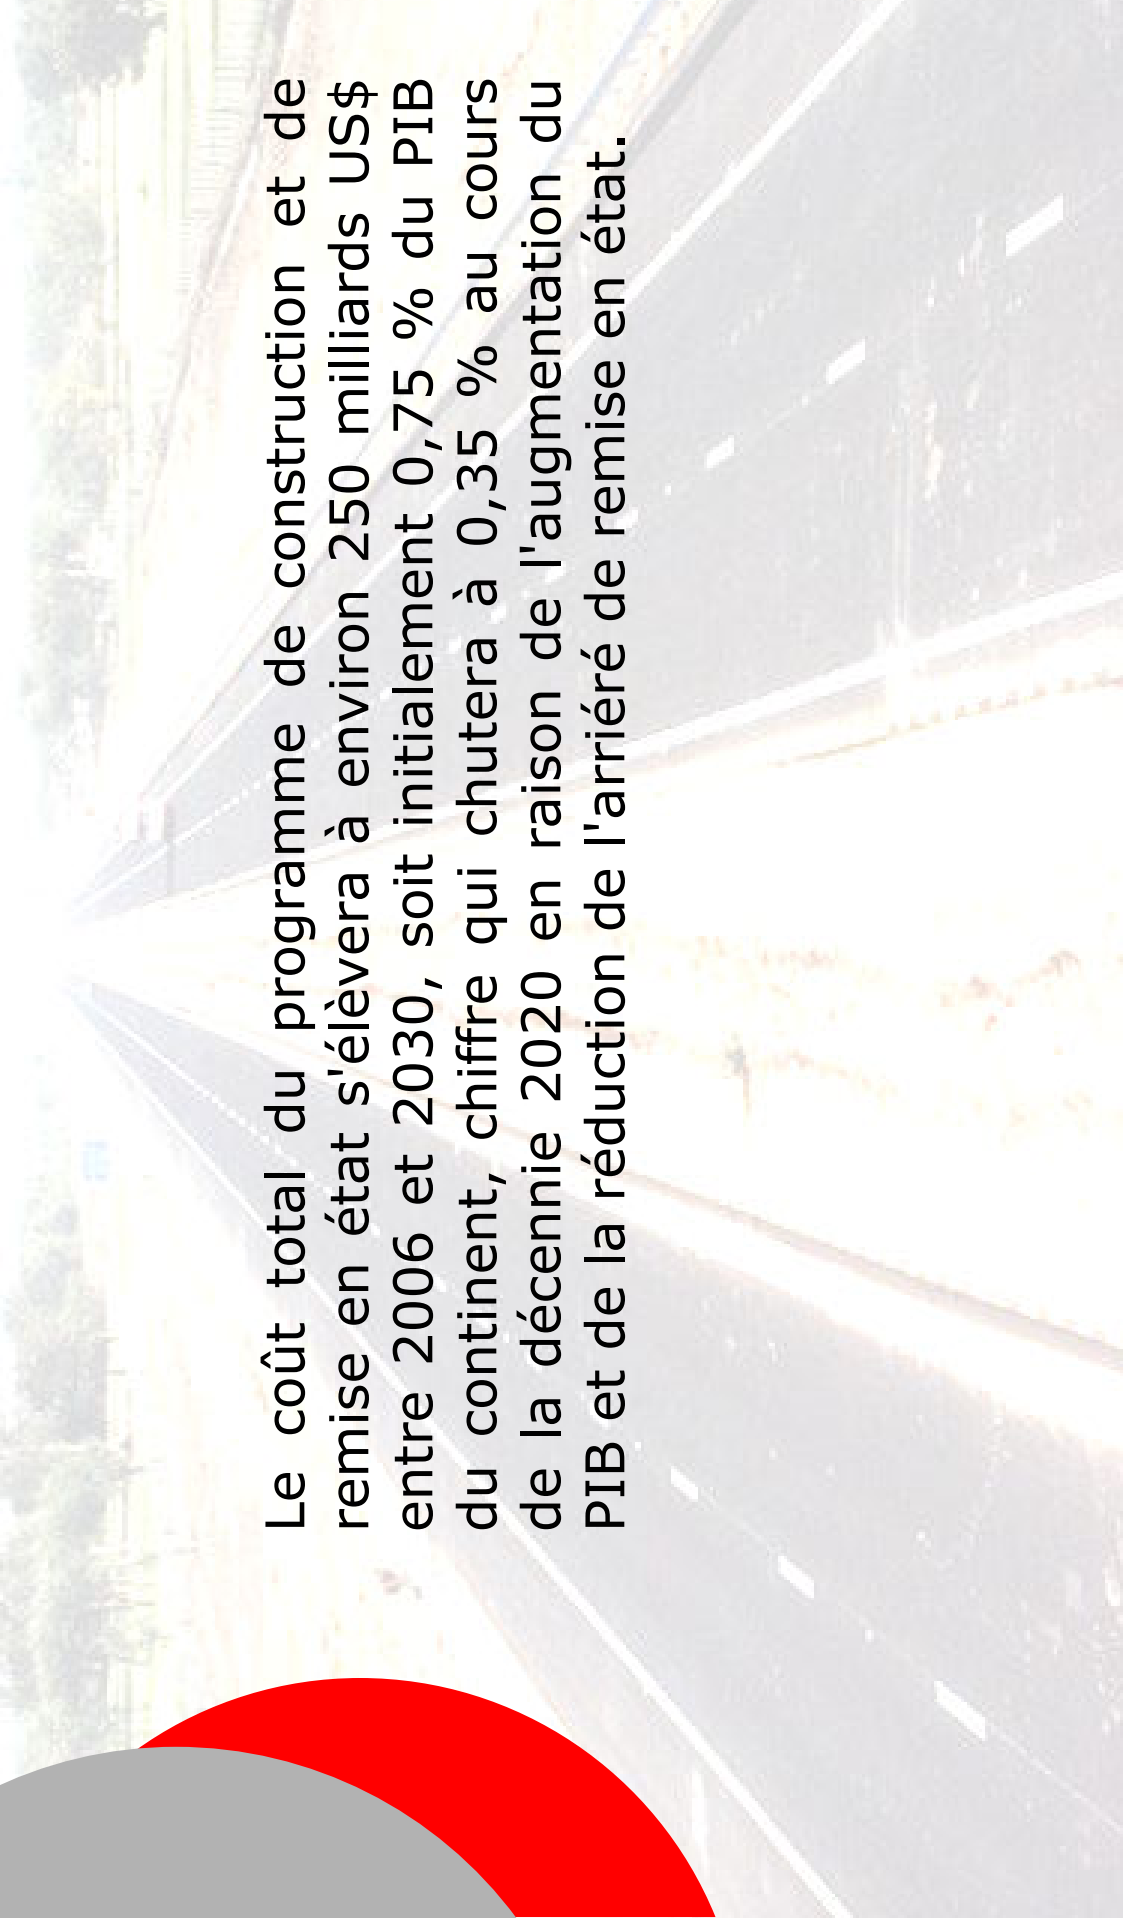 Le coût total du programme de construction et de
remise en état s'élèvera à environ 250 milliards US$
entre 2006 et 2030, soit initialement 0,75 % du PIB
du continent, chiffre qui chutera à 0,35 % au cours
de la décennie 2020 en raison de l'augmentation du
PIB et de la réduction de l'arriéré de remise en état.